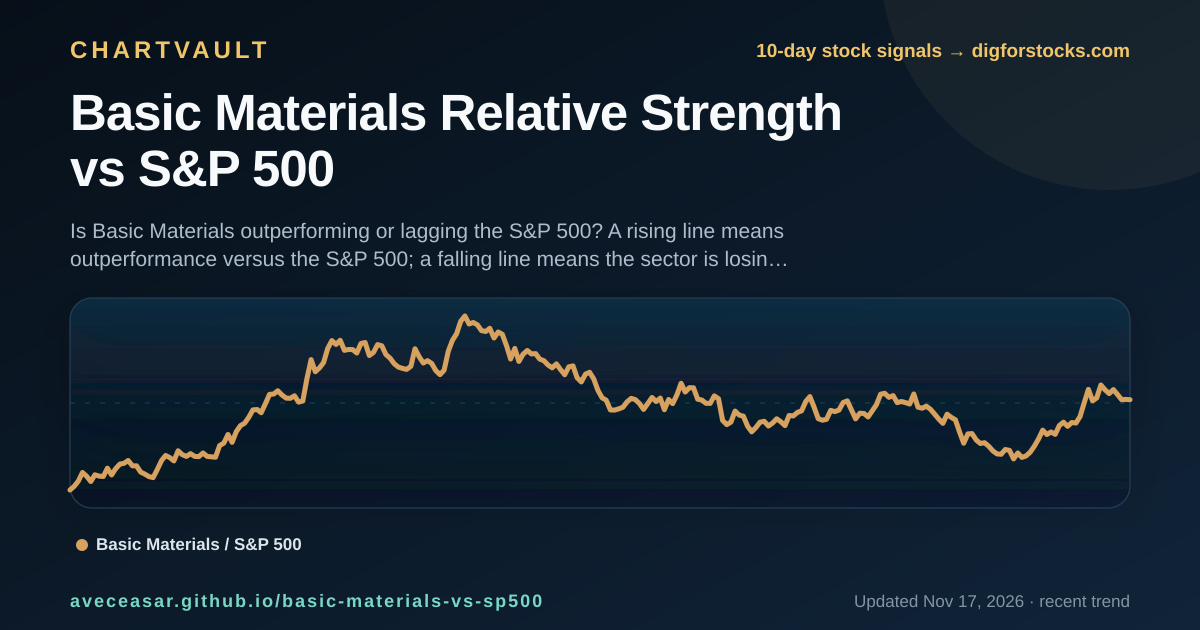 CHARTVAULT
10-day stock signals → digforstocks.com
Basic Materials Relative Strength
vs S&P 500
Is Basic Materials outperforming or lagging the S&P 500? A rising line means
outperformance versus the S&P 500; a falling line means the sector is losin…
Basic Materials / S&P 500
aveceasar.github.io/basic-materials-vs-sp500
Updated Nov 17, 2026 · recent trend